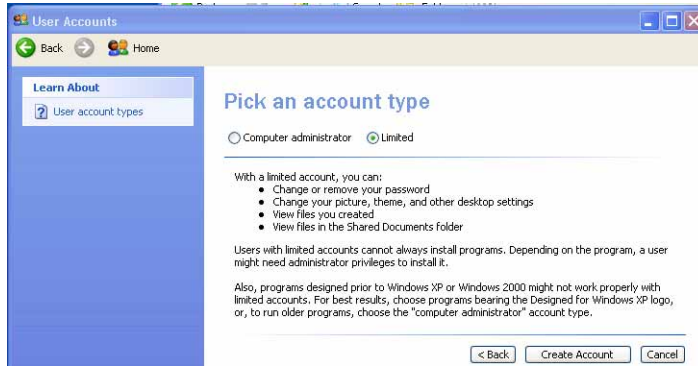 User Accounts
Back
Home
Learn About
User account types
Pick an account type
Computer administrator
Limited
With a limited account, you can:
Change or remove your password
Change your picture, theme, and other desktop settings
View files you created
View files in the Shared Documents folder
Users with limited accounts cannot always install programs. Depending on the program, a user
might need administrator privileges to install it.
Also, programs designed prior to Windows XP or Windows 2000 might not work properly with
limited accounts. For best results, choose programs bearing the Designed for Windows XP logo,
or, to run older programs, choose the "computer administrator" account type.
< Back
Create Account
Cancel